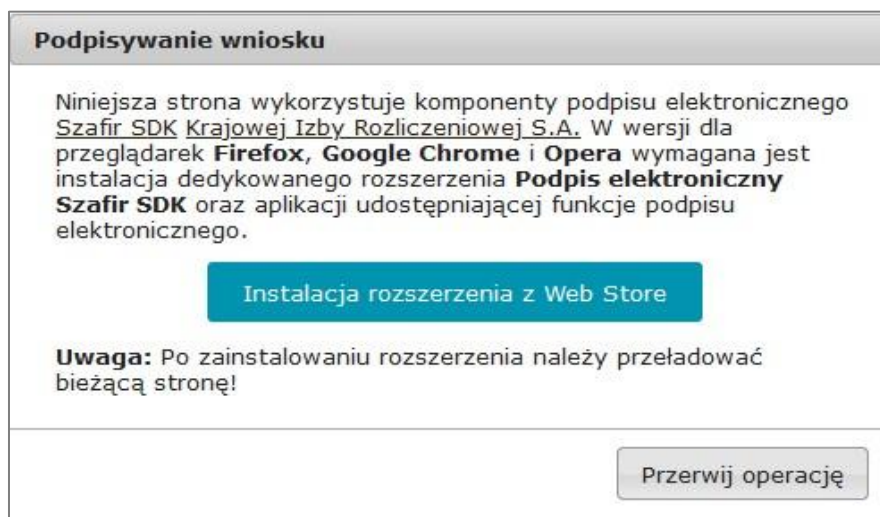 Podpisywanie wniosku
Niniejsza strona wykorzystuje komponenty podpisu elektronicznego
Szafir SDK Krajowej Izby Rozliczeniowej S.A. W wersji dla
przeglądarek Firefox, Google Chrome i Opera wymagana jest
instalacja dedykowanego rozszerzenia Podpis elektroniczny
Szafir SDK oraz aplikacji udostępniającej funkcje podpisu
elektronicznego.
Instalacja rozszerzenia z Web Store
Uwaga: Po zainstalowaniu rozszerzenia należy przeładować
bieżącą stronę!
Przerwij operację